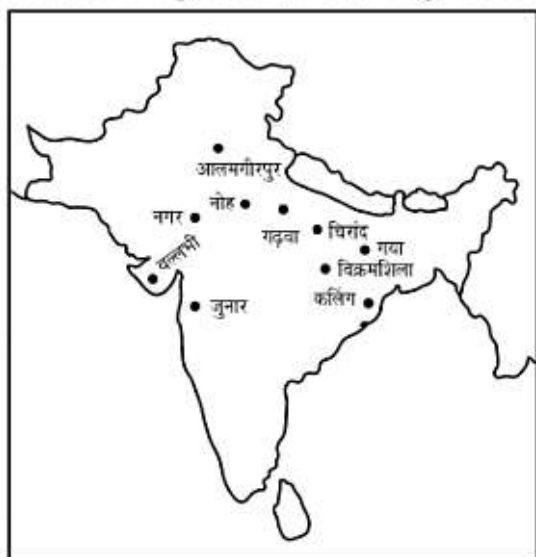 आलमगीरपुर
नोह
नगर
गढ़वा
चिरांद
गया
वल्लभी
विक्रमशिला
कलिंग
जुनार